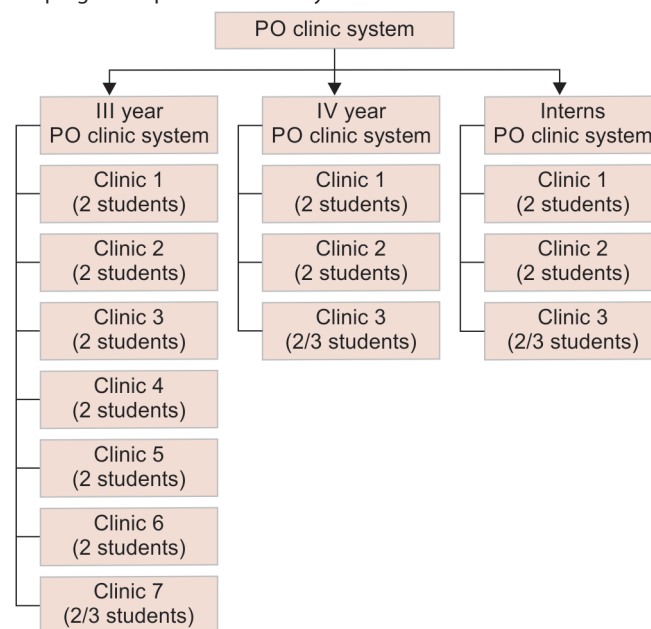 PO clinic system
III year
PO clinic system
IV year
PO clinic system
Interns
PO clinic system
Clinic 1
(2 students)
Clinic 2
(2 students)
Clinic 3
(2 students)
Clinic 4
(2 students)
Clinic 5
(2 students)
Clinic 6
(2 students)
Clinic 7
(2/3 students)
Clinic 1
(2 students)
Clinic 2
(2 students)
Clinic 3
(2/3 students)
Clinic 1
(2 students)
Clinic 2
(2 students)
Clinic 3
(2/3 students)